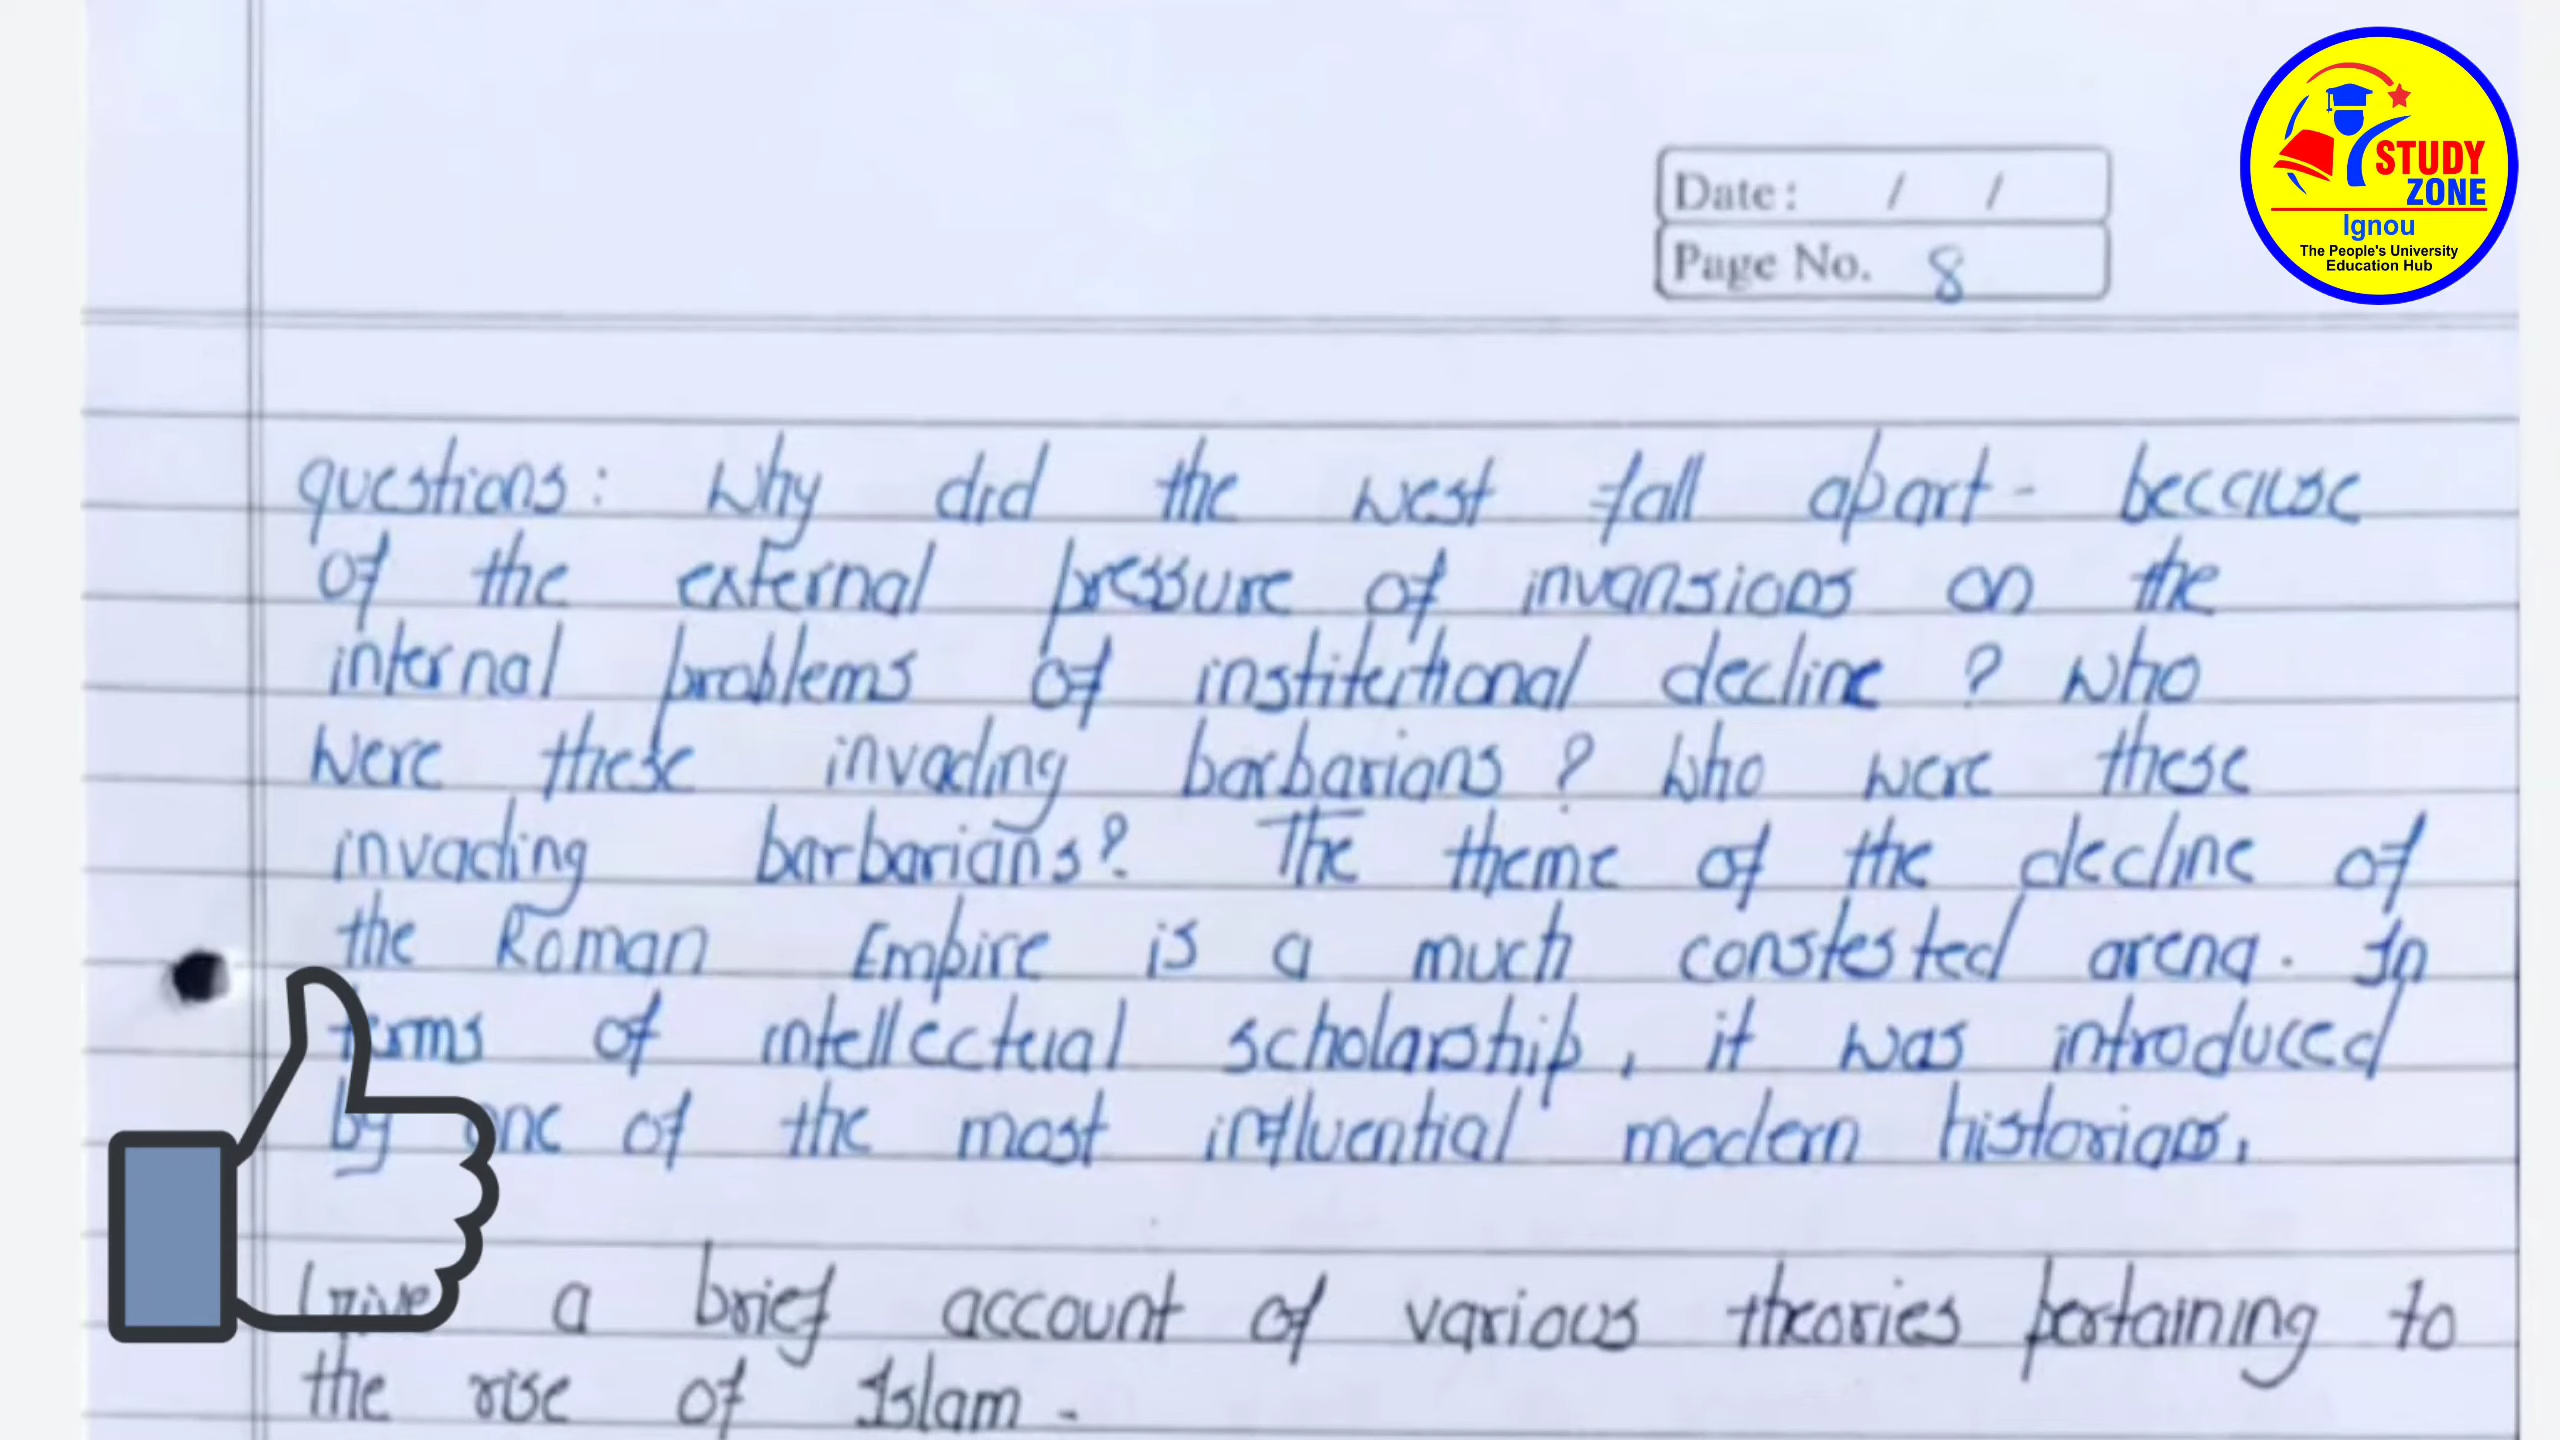 Date: / /
Page No. 8
STUDY
ZONE
Ignou
The People's University
Education Hub
questions: Why did the west fall apart - because
of the external pressure of invansions on the
internal problems of institutional decline ? Who
were these invading barbarians ? Who were these
invading barbarians? The theme of the decline of
the Roman Empire is a much constested arena. In
terms of intellectual scholarship, it was introduced
by one of the most influential modern historians,
Give a brief account of various theories pertaining to
the rise of Islam -